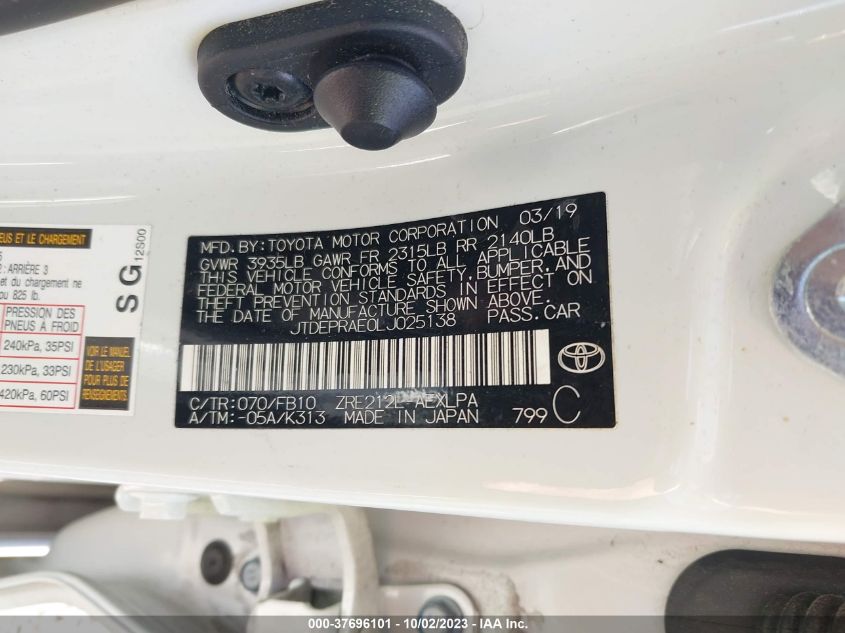 MFD. BY: TOYOTA MOTOR CORPORATION 03/19
GVWR 3935LB GAWR FR 2315LB RR 2140LB
THIS VEHICLE CONFORMS TO ALL APPLICABLE
FEDERAL MOTOR VEHICLE SAFETY, BUMPER, AND
THEFT PREVENTION STANDARDS IN EFFECT ON
THE DATE OF MANUFACTURE SHOWN ABOVE.
JTDEPRAE0LJ025138 PASS. CAR
C/TR: 070/FB10 ZRE212L-AEXLPA
A/TM: -05A/K313 MADE IN JAPAN 799 C
EUS ET LE CHARGEMENT
: ARRIÈRE 3
et du chargement ne
ou 825 lb.
SG 12S00
PRESSION DES
PNEUS À FROID
240kPa, 35PSI
230kPa, 33PSI
420kPa, 60PSI
VOIR LE MANUEL
DE L'USAGER
POUR PLUS DE
RENSEIGNEMENTS
000-37696101 - 10/02/2023 - IAA Inc.